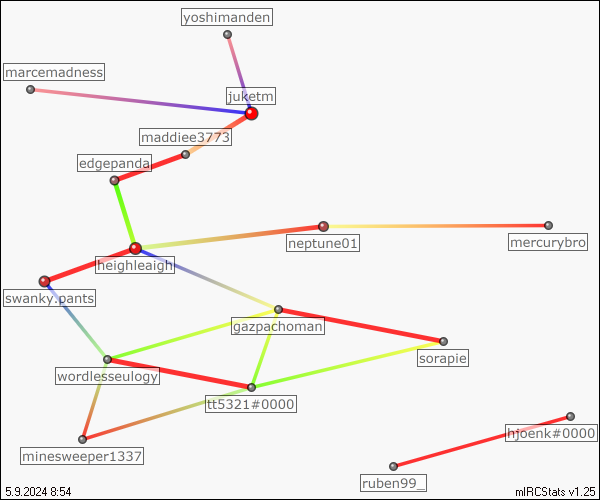 yoshimanden
marcemadness
juketm
maddiee3773
edgepanda
neptune01
mercurybro
heighleaigh
swanky.pants
gazpachoman
sorapie
wordlesseulogy
tt5321#0000
hjoenk#0000
minesweeper1337
ruben99_
5.9.2024 8:54
mIRCStats v1.25